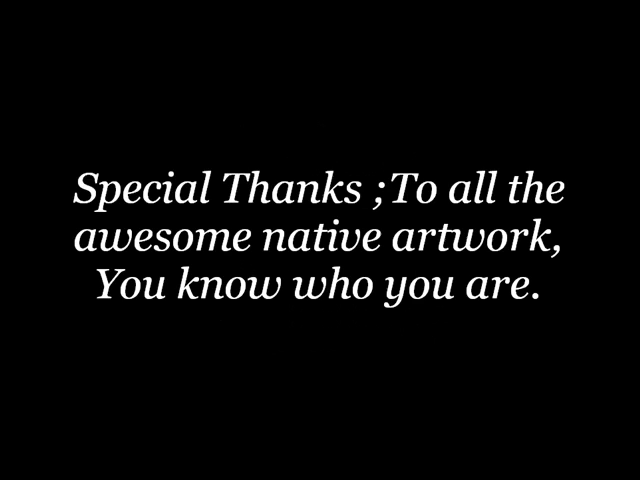 Special Thanks ;To all the
awesome native artwork,
You know who you are.